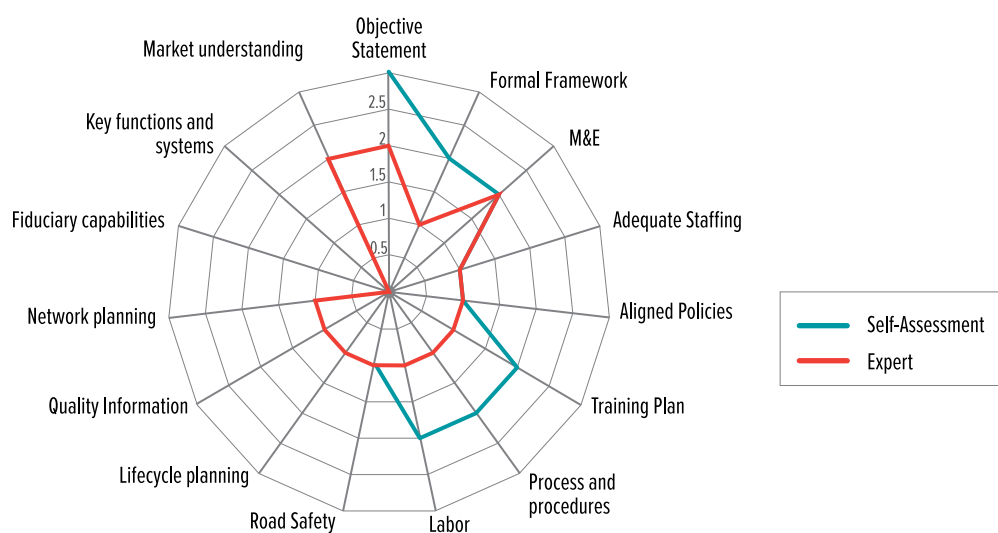 Objective
Statement
Market understanding
Formal Framework
Key functions and
systems
M&E
Fiduciary capabilities
Adequate Staffing
Network planning
Aligned Policies
Quality Information
Training Plan
Lifecycle planning
Process and
procedures
Road Safety
Labor
2.5
2
1.5
1
0.5
Self-Assessment
Expert